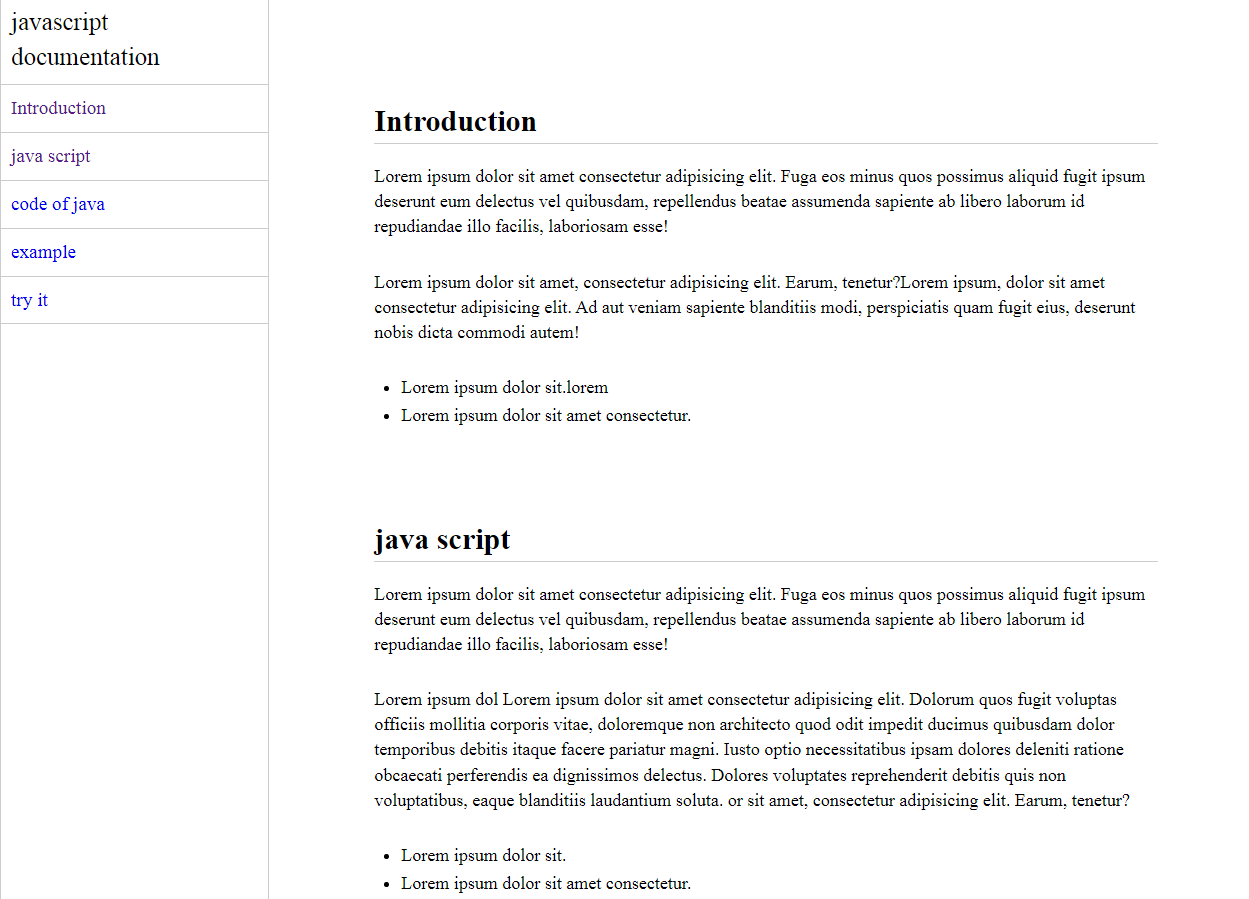 javascript
documentation
Introduction
java script
code of java
example
try it
Introduction
Lorem ipsum dolor sit amet consectetur adipisicing elit. Fuga eos minus quos possimus aliquid fugit ipsum
deserunt eum delectus vel quibusdam, repellendus beatae assumenda sapiente ab libero laborum id
repudiandae illo facilis, laboriosam esse!
Lorem ipsum dolor sit amet, consectetur adipisicing elit. Earum, tenetur?Lorem ipsum, dolor sit amet
consectetur adipisicing elit. Ad aut veniam sapiente blanditiis modi, perspiciatis quam fugit eius, deserunt
nobis dicta commodi autem!
• Lorem ipsum dolor sit.lorem
• Lorem ipsum dolor sit amet consectetur.
java script
Lorem ipsum dolor sit amet consectetur adipisicing elit. Fuga eos minus quos possimus aliquid fugit ipsum
deserunt eum delectus vel quibusdam, repellendus beatae assumenda sapiente ab libero laborum id
repudiandae illo facilis, laboriosam esse!
Lorem ipsum dol Lorem ipsum dolor sit amet consectetur adipisicing elit. Dolorum quos fugit voluptas
officiis mollitia corporis vitae, doloremque non architecto quod odit impedit ducimus quibusdam dolor
temporibus debitis itaque facere pariatur magni. Iusto optio necessitatibus ipsam dolores deleniti ratione
obcaecati perferendis ea dignissimos delectus. Dolores voluptates reprehenderit debitis quis non
voluptatibus, eaque blanditiis laudantium soluta. or sit amet, consectetur adipisicing elit. Earum, tenetur?
• Lorem ipsum dolor sit.
• Lorem ipsum dolor sit amet consectetur.